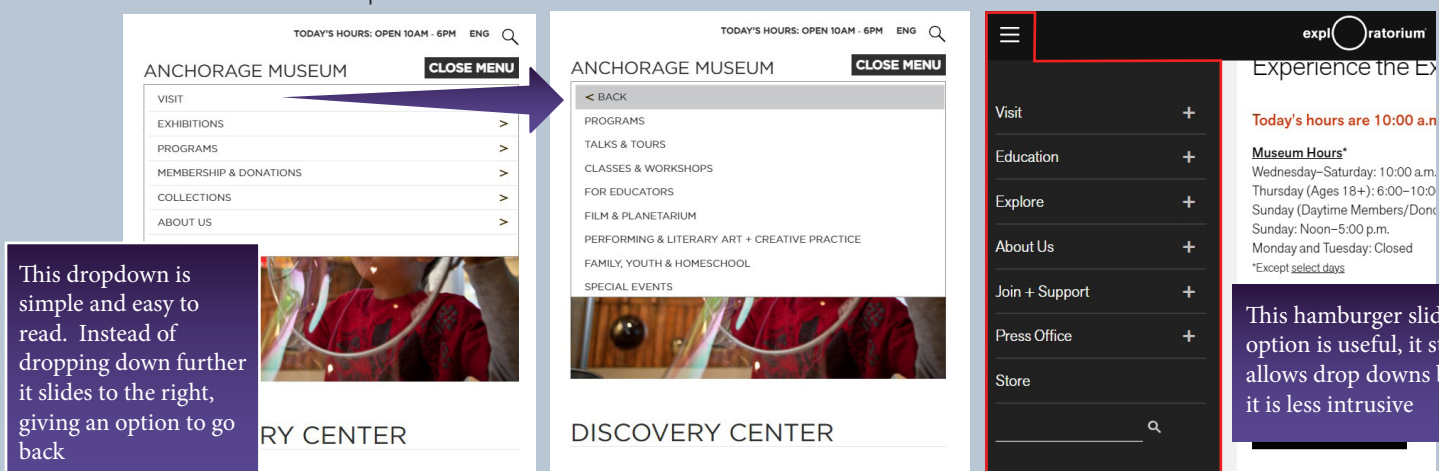 TODAY'S HOURS: OPEN 10AM - 6PM ENG
ANCHORAGE MUSEUM
CLOSE MENU
VISIT
EXHIBITIONS >
PROGRAMS >
MEMBERSHIP & DONATIONS >
COLLECTIONS >
ABOUT US >
This dropdown is
simple and easy to
read. Instead of
dropping down further
it slides to the right,
giving an option to go
back
RY CENTER
TODAY'S HOURS: OPEN 10AM - 6PM ENG
ANCHORAGE MUSEUM
CLOSE MENU
< BACK
PROGRAMS
TALKS & TOURS
CLASSES & WORKSHOPS
FOR EDUCATORS
FILM & PLANETARIUM
PERFORMING & LITERARY ART + CREATIVE PRACTICE
FAMILY, YOUTH & HOMESCHOOL
SPECIAL EVENTS
DISCOVERY CENTER
Visit +
Education +
Explore +
About Us +
Join + Support +
Press Office +
Store
expl ratorium
Experience the
Today's hours are 10:00
Museum Hours*
Wednesday–Saturday: 10:00 a.m.
Thursday (Ages 18+): 6:00–10:0
Sunday (Daytime Members/
Sunday: Noon–5:00 p.m.
Monday and Tuesday: Closed
*Except select days
This hamburger
option is useful, it
allows drop downs
it is less intrusive